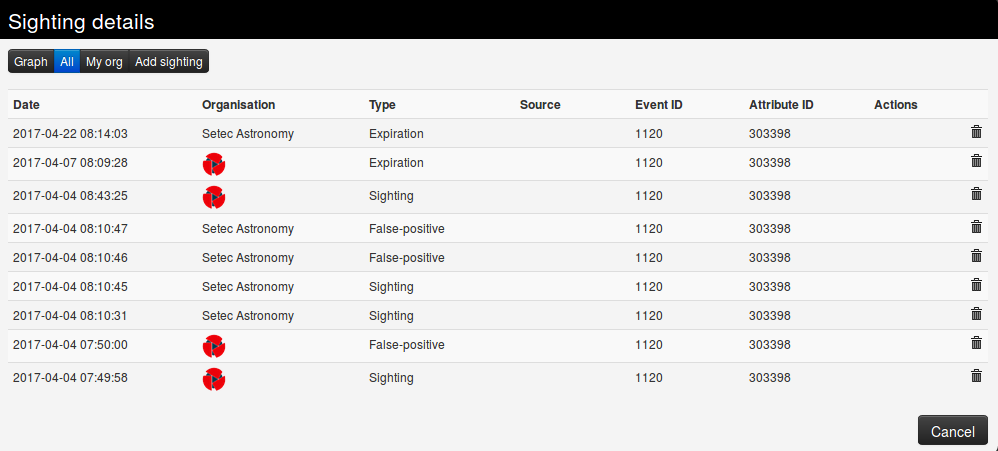 Sighting details
Graph All My org Add sighting
Date Organisation Type Source Event ID Attribute ID Actions
2017-04-22 08:14:03 Setec Astronomy Expiration 1120 303398
2017-04-07 08:09:28 Expiration 1120 303398
2017-04-04 08:43:25 Sighting 1120 303398
2017-04-04 08:10:47 Setec Astronomy False-positive 1120 303398
2017-04-04 08:10:46 Setec Astronomy False-positive 1120 303398
2017-04-04 08:10:45 Setec Astronomy Sighting 1120 303398
2017-04-04 08:10:31 Setec Astronomy Sighting 1120 303398
2017-04-04 07:50:00 False-positive 1120 303398
2017-04-04 07:49:58 Sighting 1120 303398
Cancel